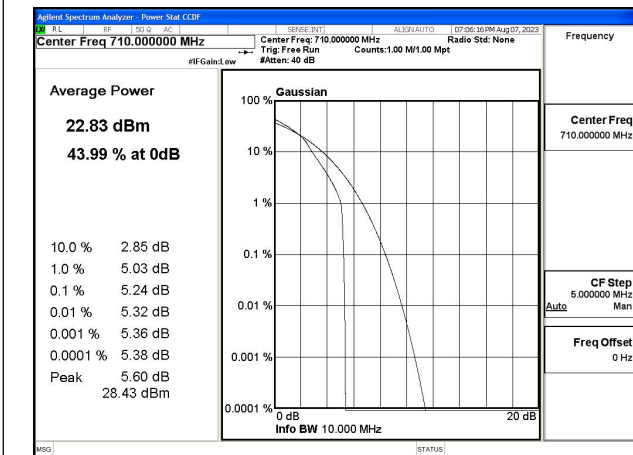 Agilent Spectrum Analyzer - Power Stat CCDF
RL RF 50 Ω AC SENSE:INT ALIGN AUTO 07:06:16 PM Aug 07, 2023
Center Freq 710.000000 MHz
Center Freq: 710.000000 MHz Radio Std: None
Trig: Free Run Counts:1.00 M/1.00 Mpt
#IFGain:Low #Atten: 40 dB
Frequency
Average Power
22.83 dBm
43.99 % at 0dB
10.0 % 2.85 dB
1.0 % 5.03 dB
0.1 % 5.24 dB
0.01 % 5.32 dB
0.001 % 5.36 dB
0.0001 % 5.38 dB
Peak 5.60 dB
28.43 dBm
Gaussian
100 %
10 %
1 %
0.1 %
0.01 %
0.001 %
0.0001 %
0 dB 20 dB
Info BW 10.000 MHz
Center Freq
710.000000 MHz
CF Step
5.000000 MHz
Auto Man
Freq Offset
0 Hz
MSG STATUS